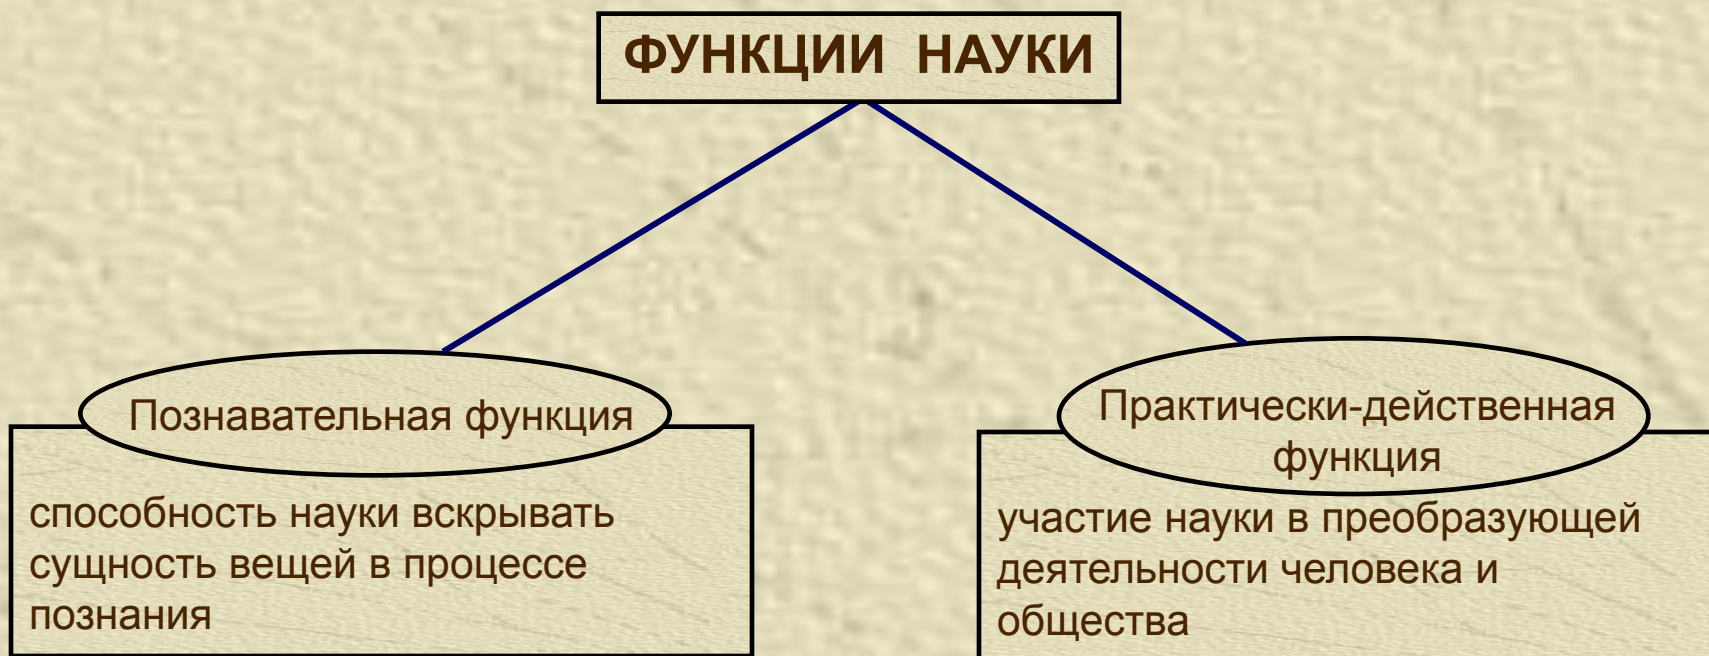 ФУНКЦИИ НАУКИ
Познавательная функция
способность науки вскрывать
сущность вещей в процессе
познания
Практически-действенная
функция
участие науки в преобразующей
деятельности человека и
общества